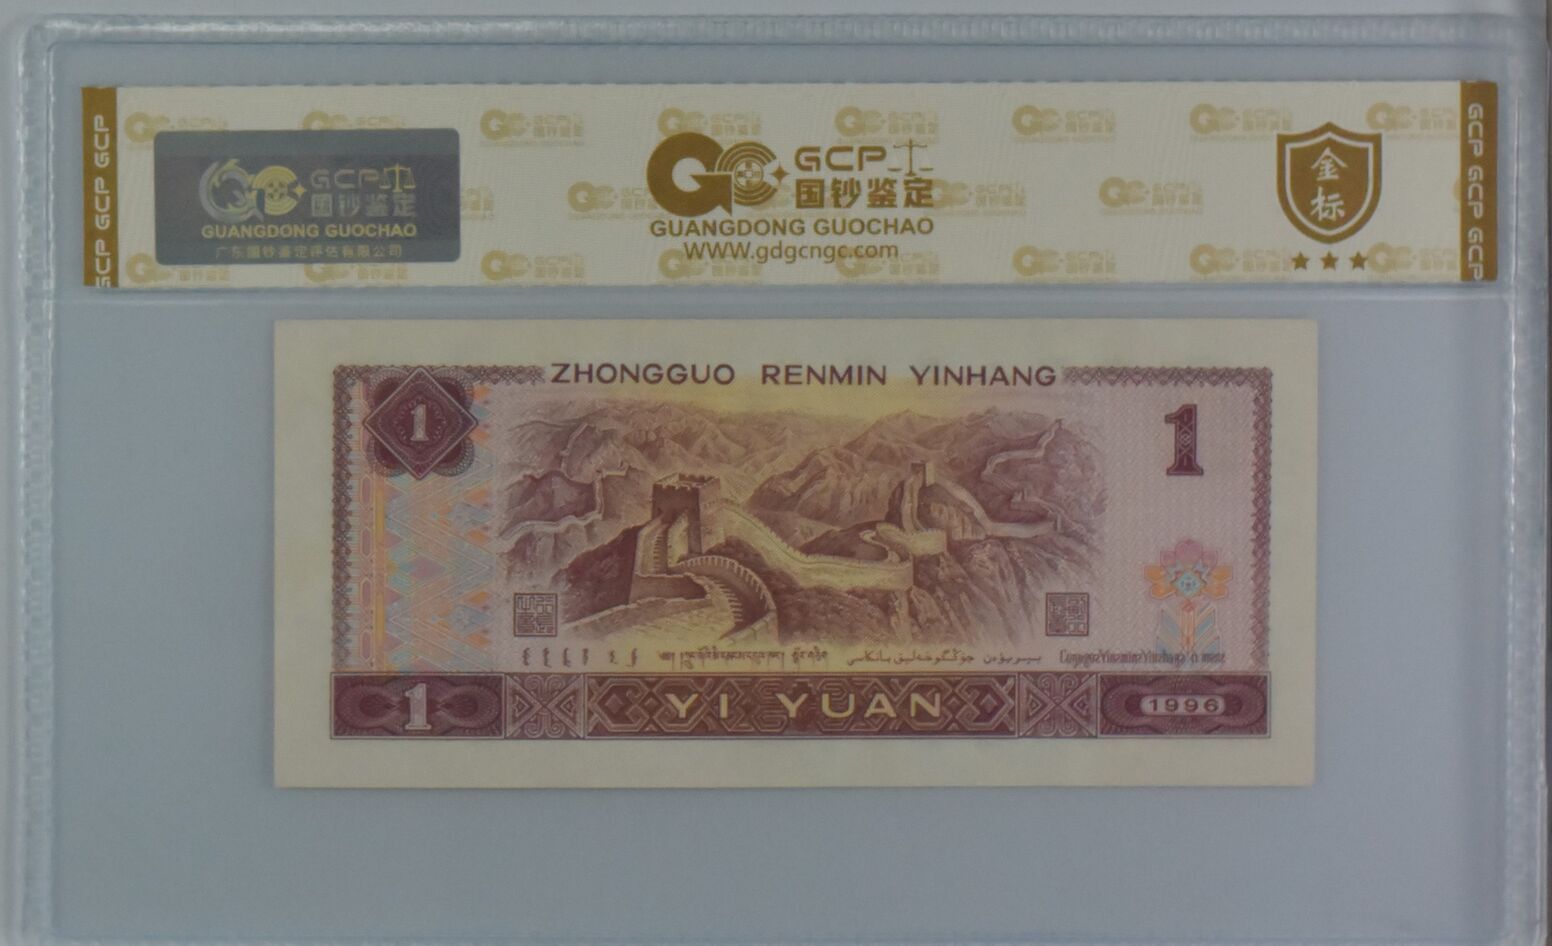 GCP 国钞鉴定
GUANGDONG GUOCHAO
广东国钞鉴定评估有限公司
GCP
国钞鉴定
GUANGDONG GUOCHAO
WWW.gdgcngc.com
金标
GCP GCP GCP
GCP GCP GCP
ZHONGGUO RENMIN YINHANG
1
1
1
YI YUAN
1996